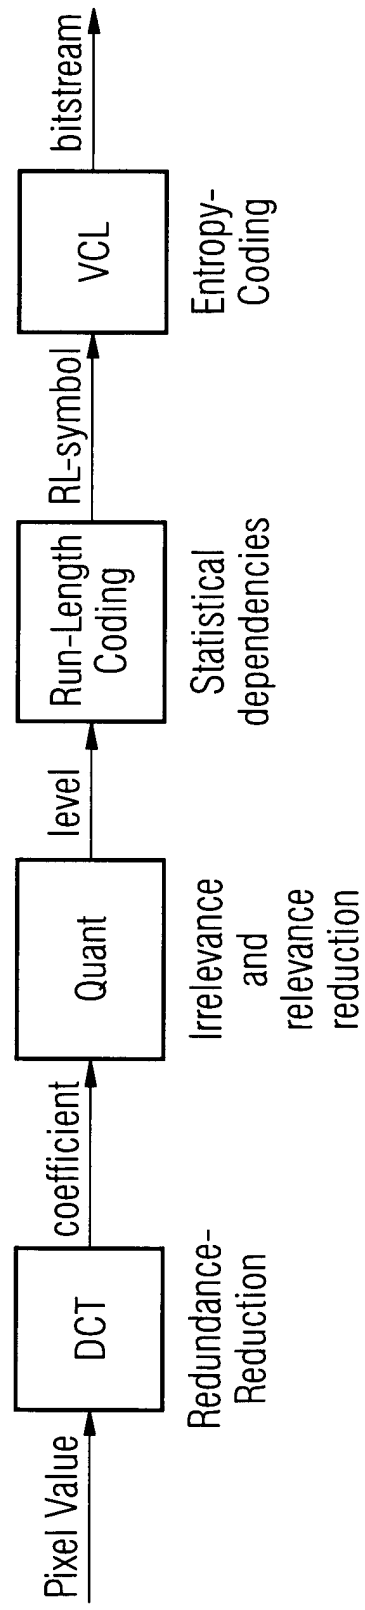 Pixel Value
DCT
Redundance-
Reduction
coefficient
Quant
Irrelevance
and
relevance
reduction
level
Run-Length
Coding
Statistical
dependencies
RL-symbol
VCL
Entropy-
Coding
bitstream